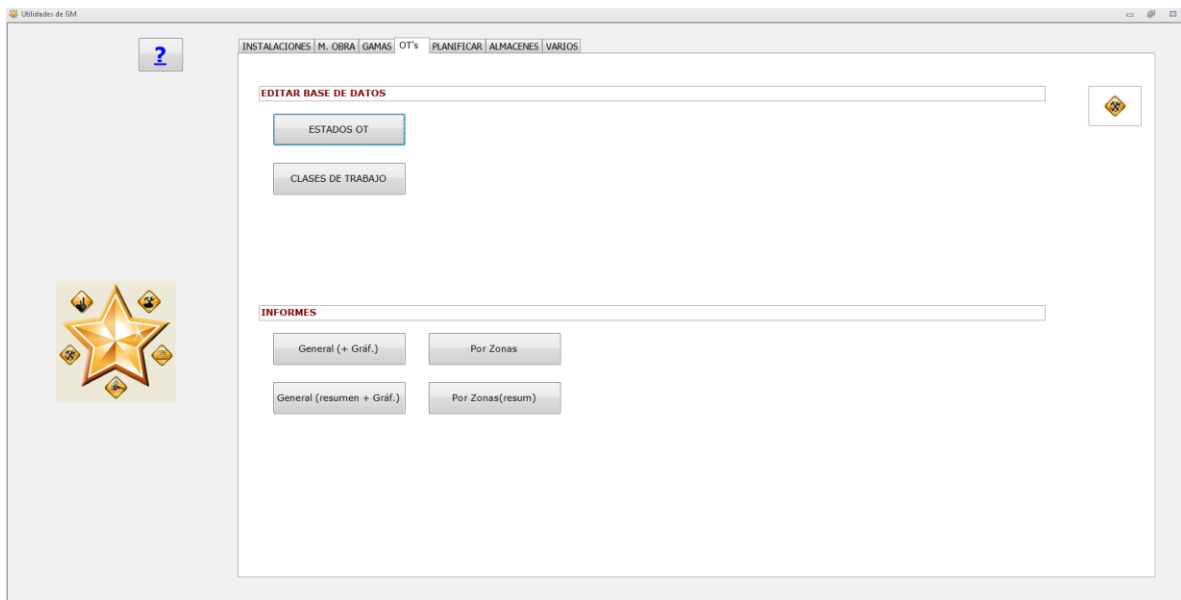 Utilidades de GM
?
INSTALACIONES M. OBRA GAMAS OT's PLANIFICAR ALMACENES VARIOS
EDITAR BASE DE DATOS
ESTADOS OT
CLASES DE TRABAJO
INFORMES
General (+ Gráf.) Por Zonas
General (resumen + Gráf.) Por Zonas(resum)